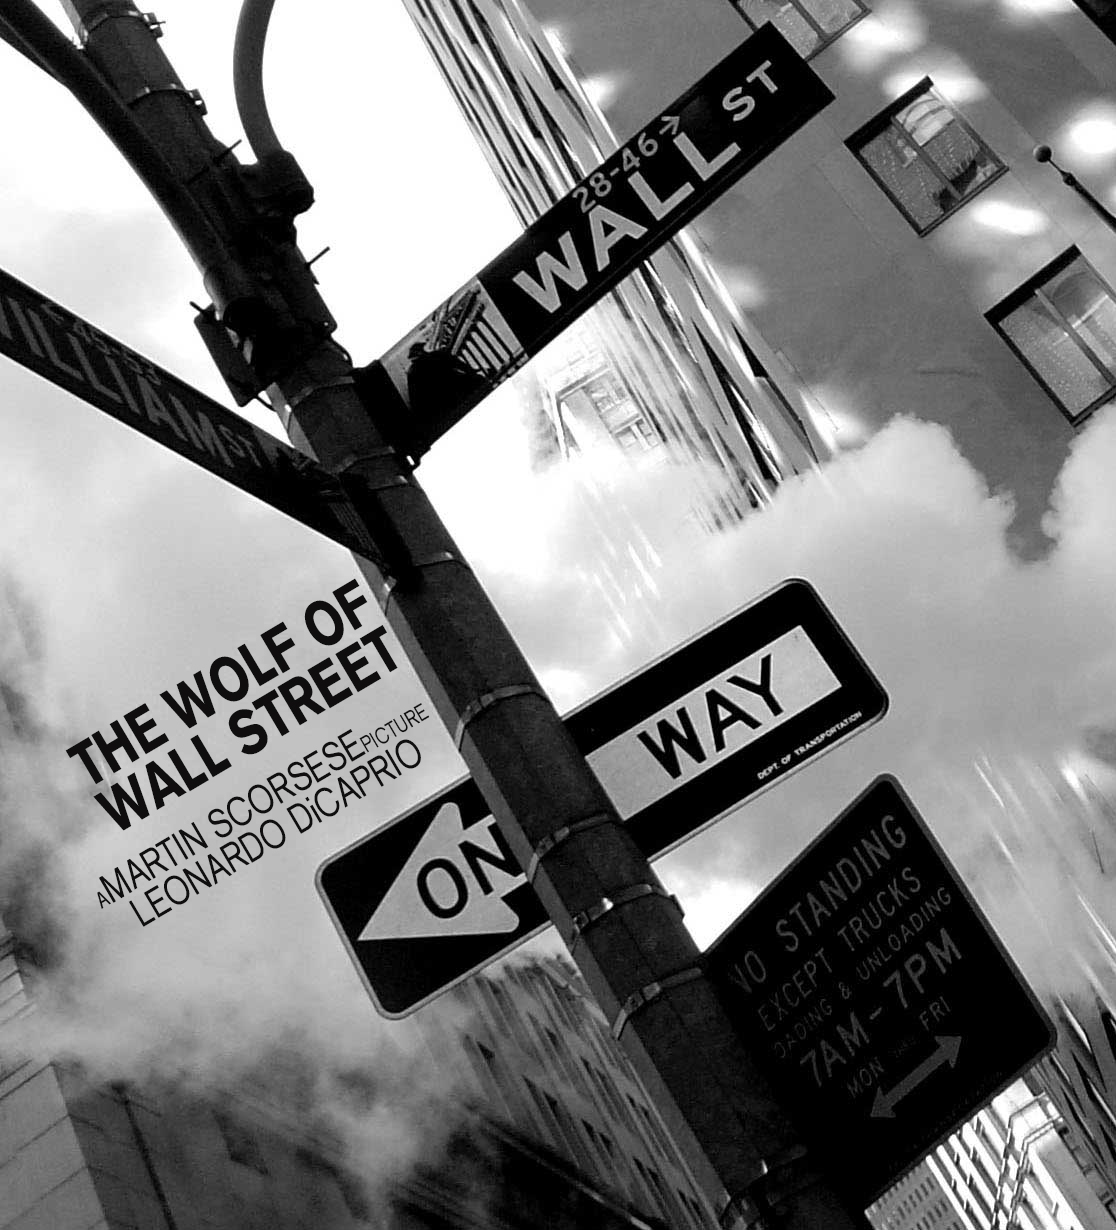 28-46→
WALL ST
WILLIAM ST
THE WOLF OF
WALL STREET
A MARTIN SCORSESE PICTURE
LEONARDO DiCAPRIO
ONE WAY
DEPT. OF TRANSPORTATION
NO STANDING
EXCEPT TRUCKS
LOADING & UNLOADING
7AM-7PM
MON THRU FRI